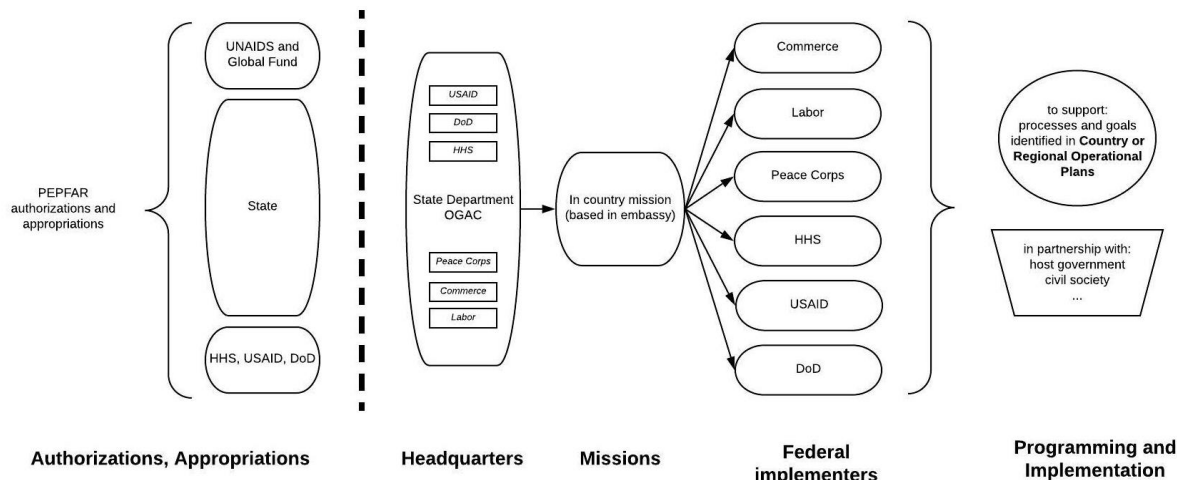 PEPFAR
authorizations and
appropriations
UNAIDS and
Global Fund
State
HHS, USAID, DoD
USAID
DoD
HHS
State Department
OGAC
Peace Corps
Commerce
Labor
In country mission
(based in embassy)
Commerce
Labor
Peace Corps
HHS
USAID
DoD
to support:
processes and goals
identified in Country or
Regional Operational
Plans
in partnership with:
host government
civil society
...
Authorizations, Appropriations
Headquarters
Missions
Federal
implementers
Programming and
Implementation